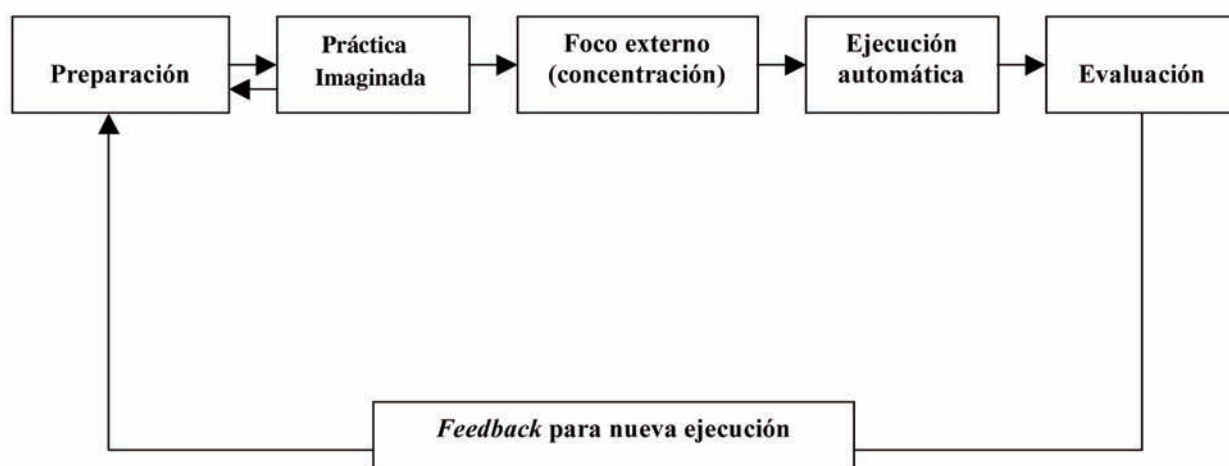 Preparación
Práctica
Imaginada
Foco externo
(concentración)
Ejecución
automática
Evaluación
Feedback para nueva ejecución